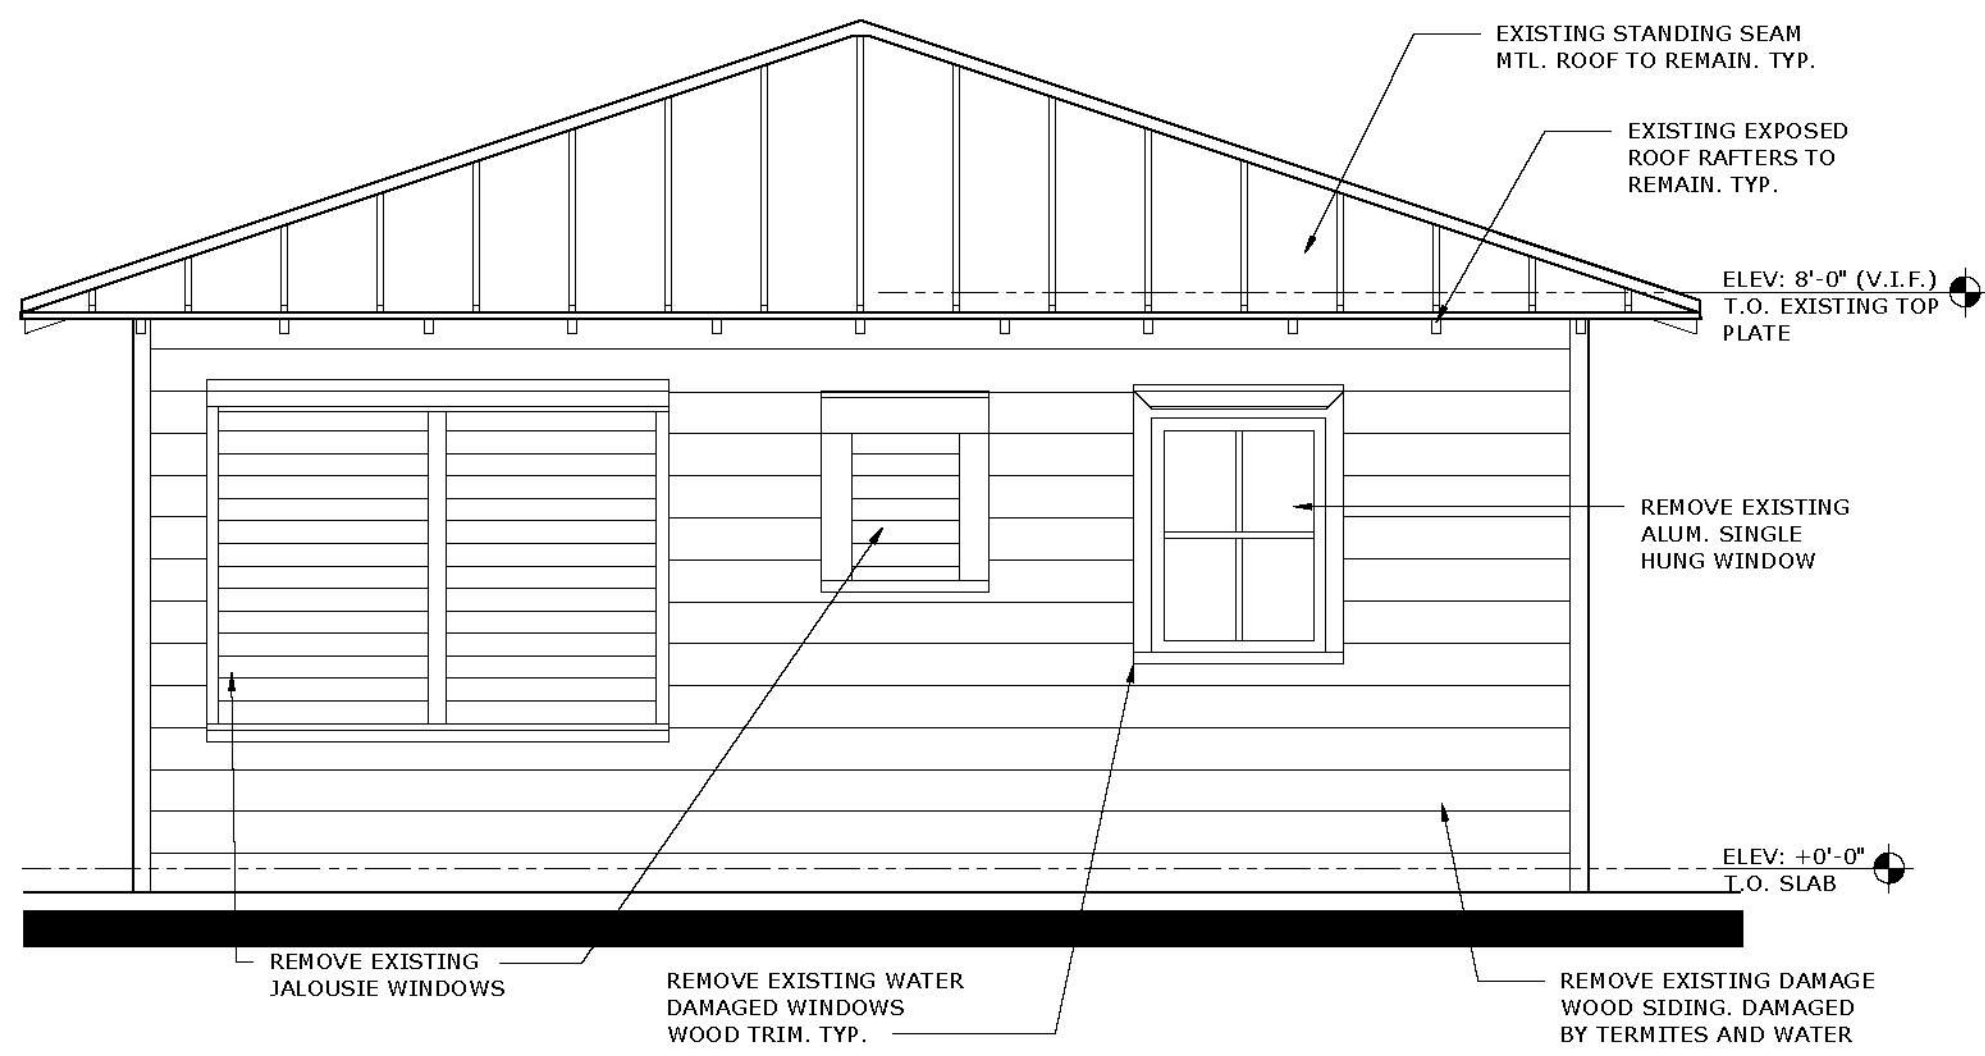 EXISTING STANDING SEAM
MTL. ROOF TO REMAIN. TYP.
EXISTING EXPOSED
ROOF RAFTERS TO
REMAIN. TYP.
ELEV: 8'-0" (V.I.F.)
T.O. EXISTING TOP
PLATE
REMOVE EXISTING
ALUM. SINGLE
HUNG WINDOW
ELEV: +0'-0"
T.O. SLAB
REMOVE EXISTING
JALOUSIE WINDOWS
REMOVE EXISTING WATER
DAMAGED WINDOWS
WOOD TRIM. TYP.
REMOVE EXISTING DAMAGE
WOOD SIDING. DAMAGED
BY TERMITES AND WATER